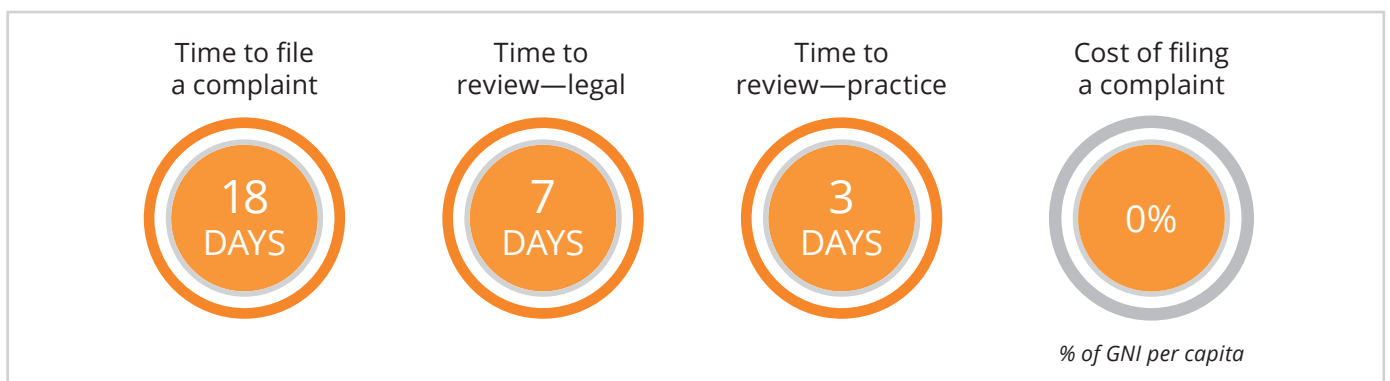 Time to file
a complaint
18
DAYS
Time to
review—legal
7
DAYS
Time to
review—practice
3
DAYS
Cost of filing
a complaint
0%
% of GNI per capita